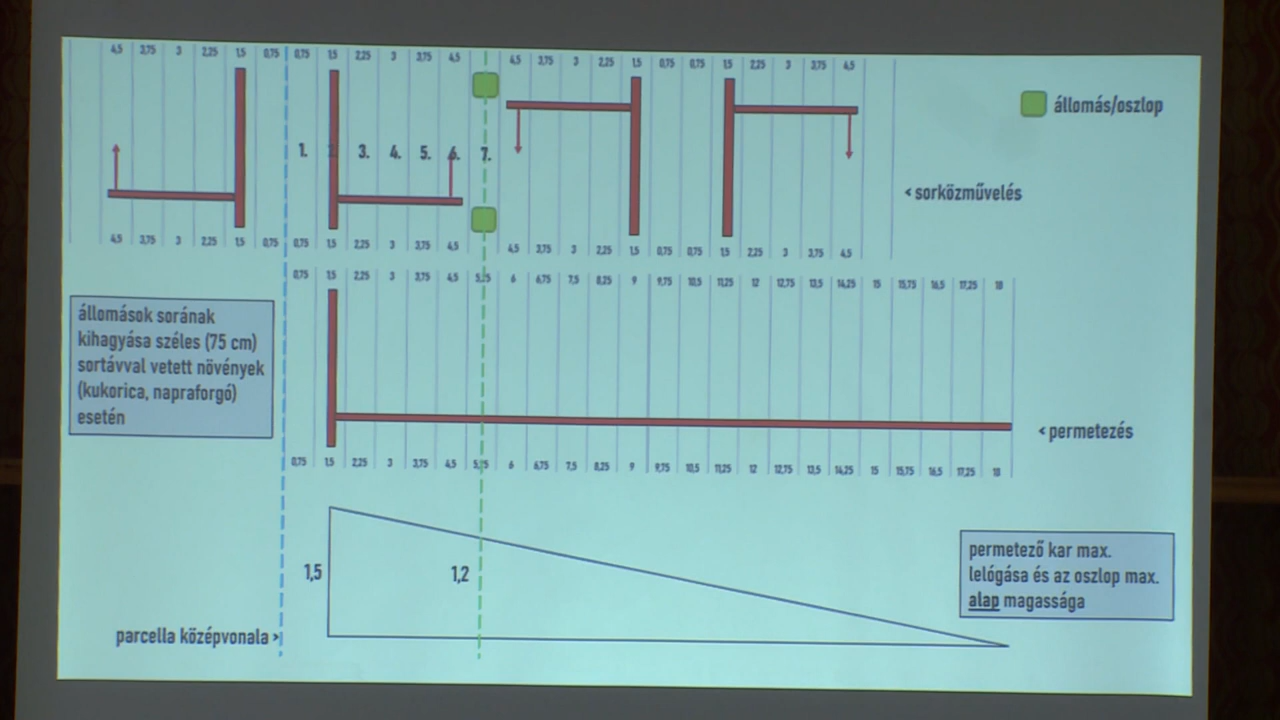 4,5 3,75 3 2,25 1,5 0,75 0,75 1,5 2,25 3 3,75 4,5 4,5 3,75 3 2,25 1,5 0,75 0,75 1,5 2,25 3 3,75 4,5
állomás/oszlop
1. 2. 3. 4. 5. 6. 7.
< sorközművelés
4,5 3,75 3 2,25 1,5 0,75 0,75 1,5 2,25 3 3,75 4,5 4,5 3,75 3 2,25 1,5 0,75 0,75 1,5 2,25 3 3,75 4,5
0,75 1,5 2,25 3 3,75 4,5 5,25 6 6,75 7,5 8,25 9 9,75 10,5 11,25 12 12,75 13,5 14,25 15 15,75 16,5 17,25 18
állomások sorának
kihagyása széles (75 cm)
sortávval vetett növények
(kukorica, napraforgó)
esetén
< permetezés
0,75 1,5 2,25 3 3,75 4,5 5,25 6 6,75 7,5 8,25 9 9,75 10,5 11,25 12 12,75 13,5 14,25 15 15,75 16,5 17,25 18
1,5
1,2
permetező kar max.
lelógása és az oszlop max.
alap magassága
parcella középvonala >